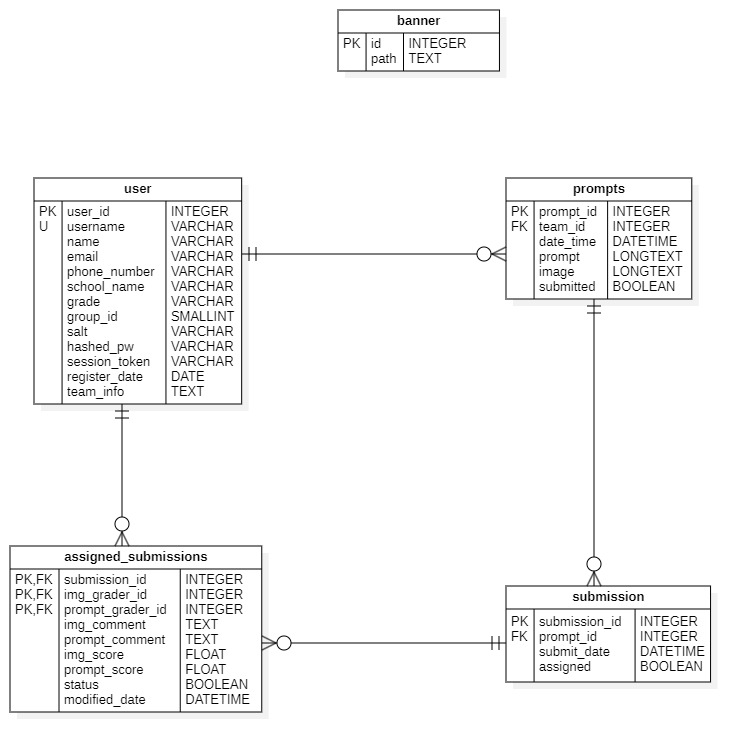 banner
PK id INTEGER
path TEXT
user
PK user_id INTEGER
U username VARCHAR
name VARCHAR
email VARCHAR
phone_number VARCHAR
school_name VARCHAR
grade VARCHAR
group_id SMALLINT
salt VARCHAR
hashed_pw VARCHAR
session_token VARCHAR
register_date DATE
team_info TEXT
prompts
PK prompt_id INTEGER
FK team_id INTEGER
date_time DATETIME
prompt LONGTEXT
image LONGTEXT
submitted BOOLEAN
assigned_submissions
PK,FK submission_id INTEGER
PK,FK img_grader_id INTEGER
PK,FK prompt_grader_id INTEGER
img_comment TEXT
prompt_comment TEXT
img_score FLOAT
prompt_score FLOAT
status BOOLEAN
modified_date DATETIME
submission
PK submission_id INTEGER
FK prompt_id INTEGER
submit_date DATETIME
assigned BOOLEAN